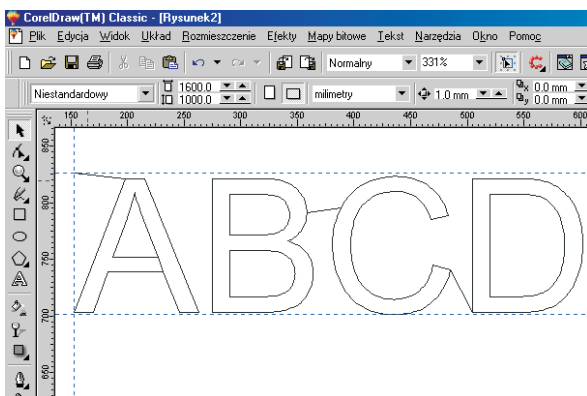 CorelDraw(TM) Classic - [Rysunek2]
Plik Edycja Widok Układ Rozmieszczenie Efekty Mapy bitowe Tekst Narzędzia Okno Pomoc
Normalny 331%
Niestandardowy 1600.0 1000.0 milimetry 1.0 mm x 0.0 mm y 0.0 mm
150 200 250 300 350 400 450 500 550 600
850
800
750
700
650
ABCD